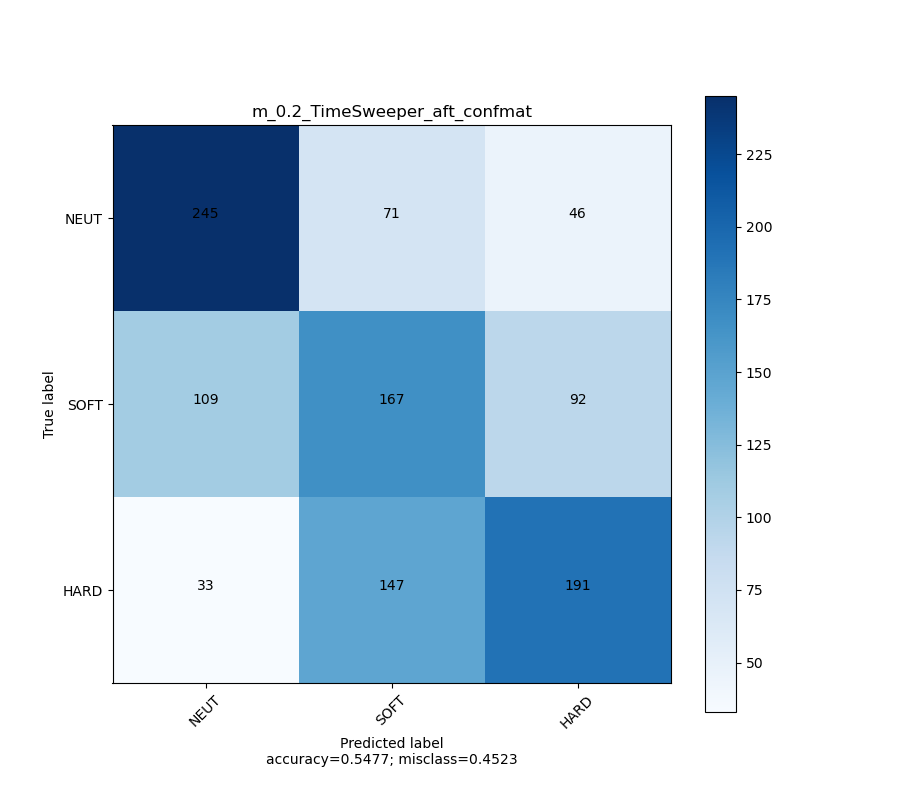 m_0.2_TimeSweeper_aft_confmat
225
NEUT 245 71 46
200
175
True label
SOFT 109 167 92
150
125
100
HARD 33 147 191
75
50
NEUT SOFT HARD
Predicted label
accuracy=0.5477; misclass=0.4523